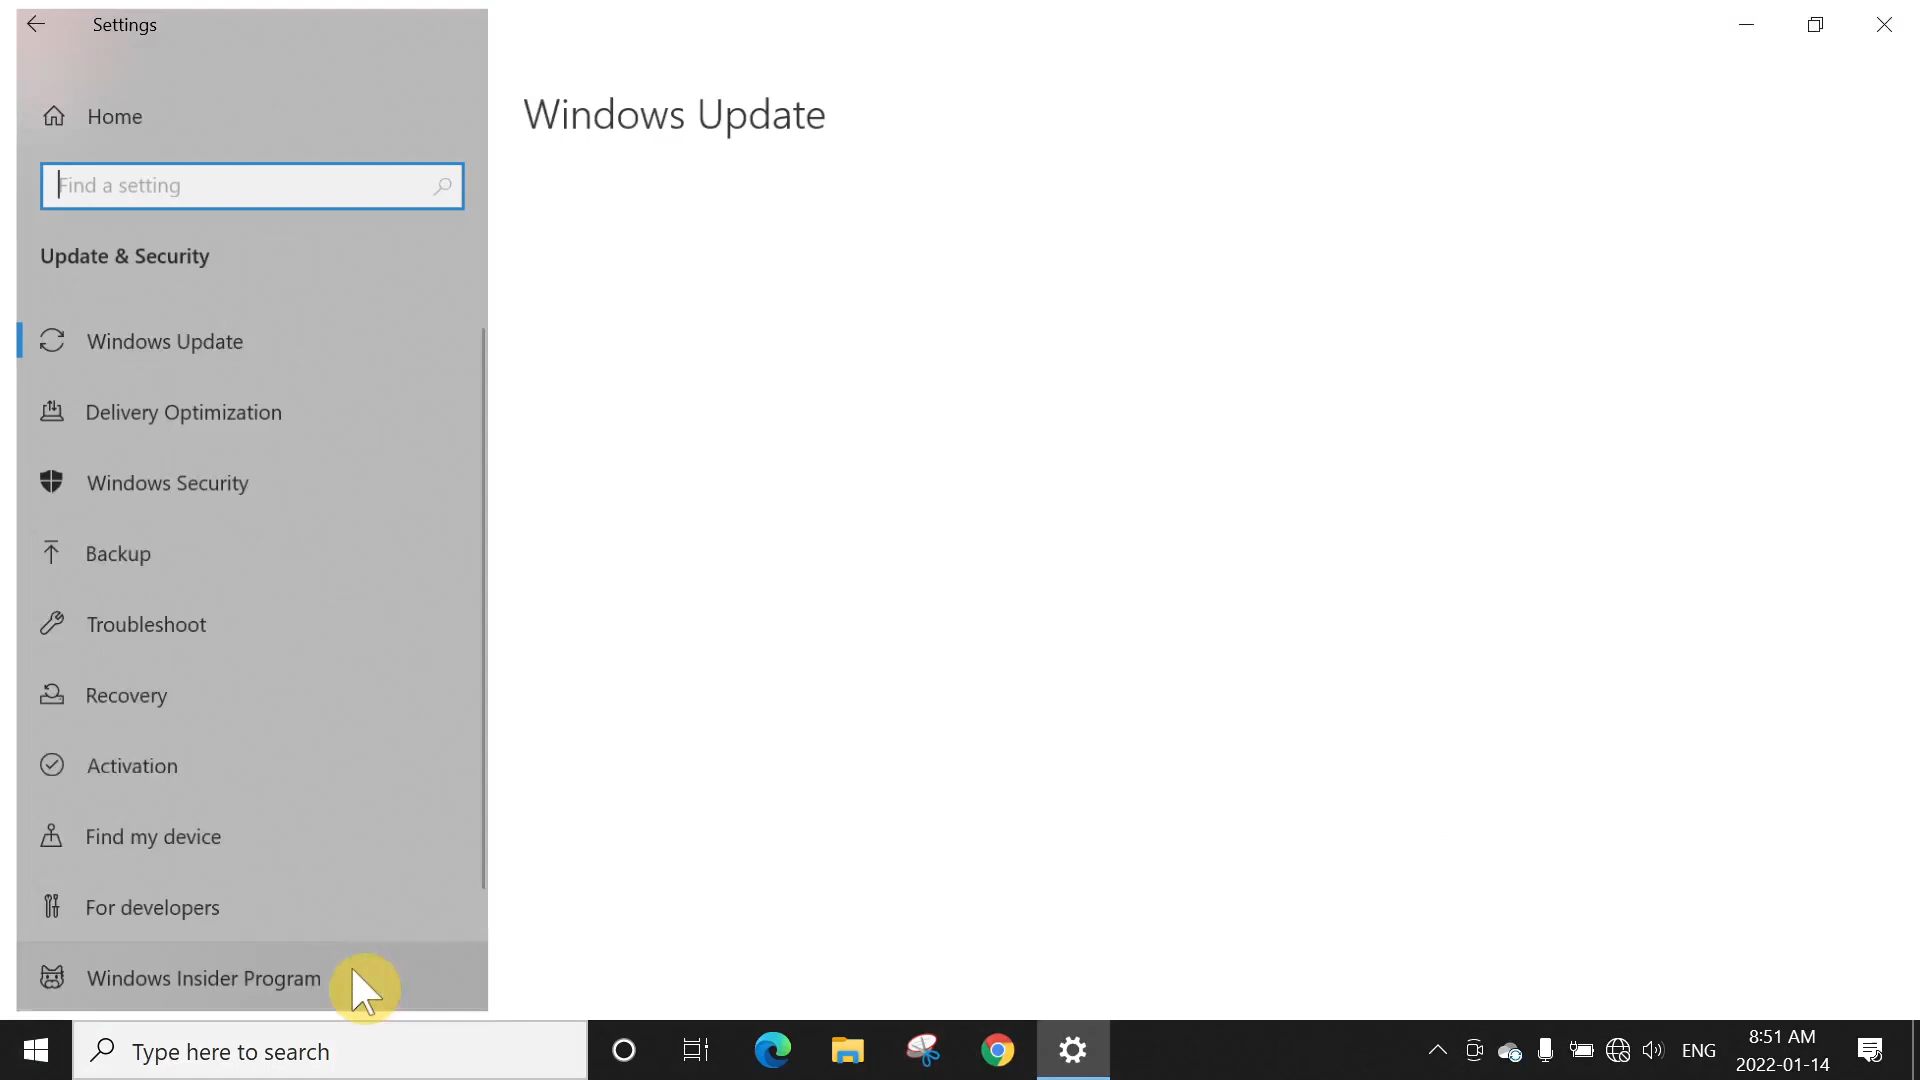 Settings
Home
Find a setting
Update & Security
Windows Update
Delivery Optimization
Windows Security
Backup
Troubleshoot
Recovery
Activation
Find my device
For developers
Windows Insider Program
Windows Update
Type here to search
ENG
8:51 AM
2022-01-14